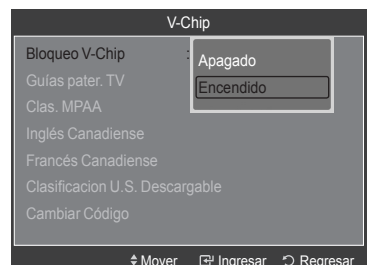 V-Chip
Bloqueo V-Chip :
Apagado
Encendido
Guías pater. TV
Clas. MPAA
Inglés Canadiense
Francés Canadiense
Clasificacion U.S. Descargable
Cambiar Código
Mover Ingresar Regresar